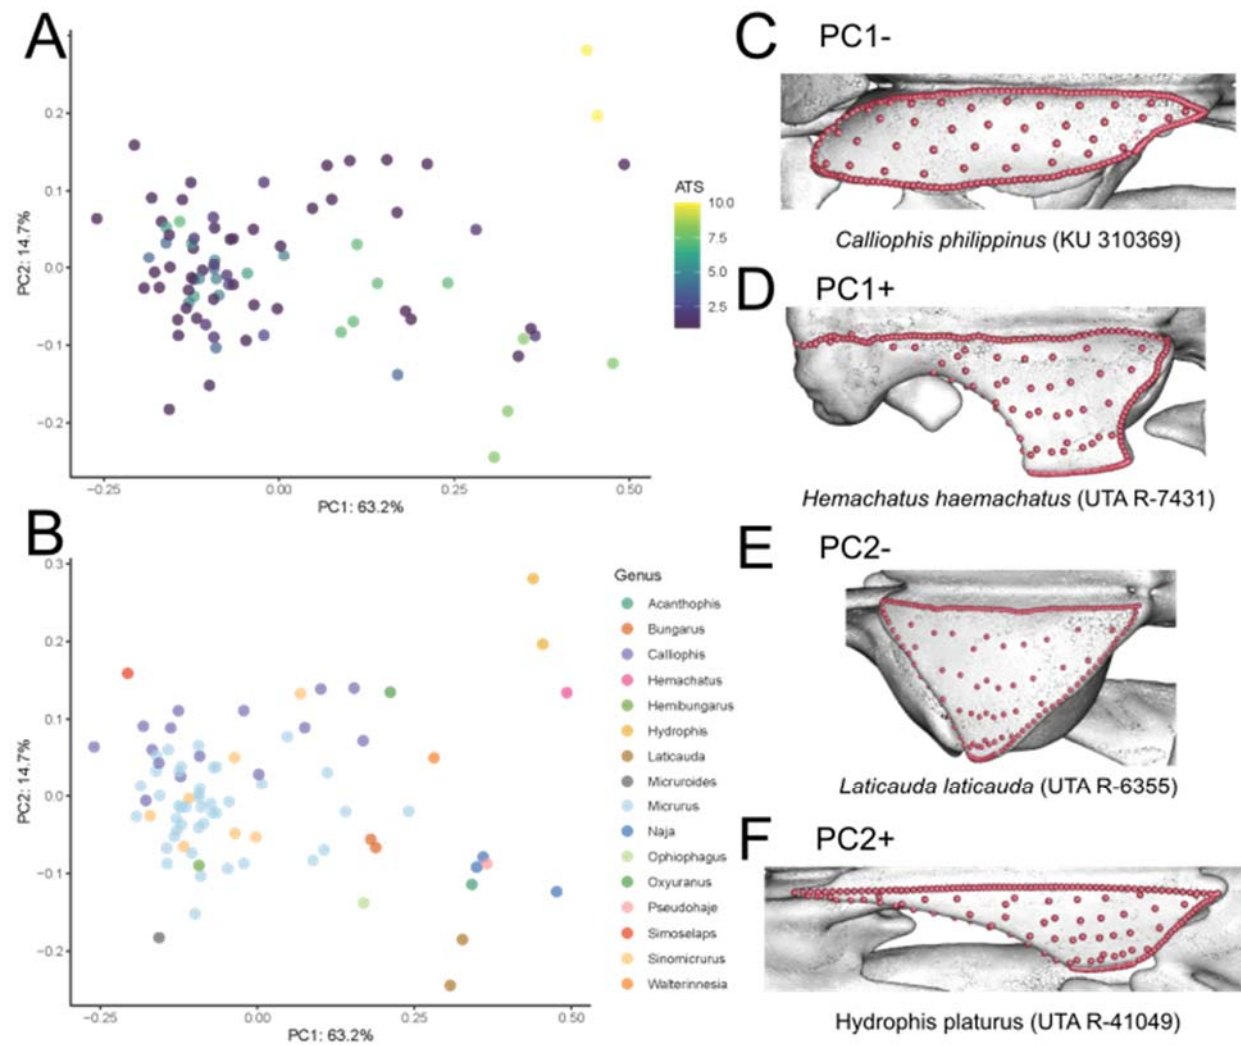 A
0.2
0.1
0.0
−0.1
−0.2
PC2: 14.7%
−0.25
0.00
0.25
0.50
PC1: 63.2%
ATS
10.0
7.5
5.0
2.5
B
0.3
0.2
0.1
0.0
−0.1
−0.2
PC2: 14.7%
−0.25
0.00
0.25
0.50
PC1: 63.2%
Genus
Acanthophis
Bungarus
Calliophis
Hemachatus
Hemibungarus
Hydrophis
Laticauda
Micruroides
Micrurus
Naja
Ophiophagus
Oxyuranus
Pseudohaje
Simoselaps
Sinomicrurus
Walterinnesia
C PC1-
Calliophis philippinus (KU 310369)
D PC1+
Hemachatus haemachatus (UTA R-7431)
E PC2-
Laticauda laticauda (UTA R-6355)
F PC2+
Hydrophis platurus (UTA R-41049)